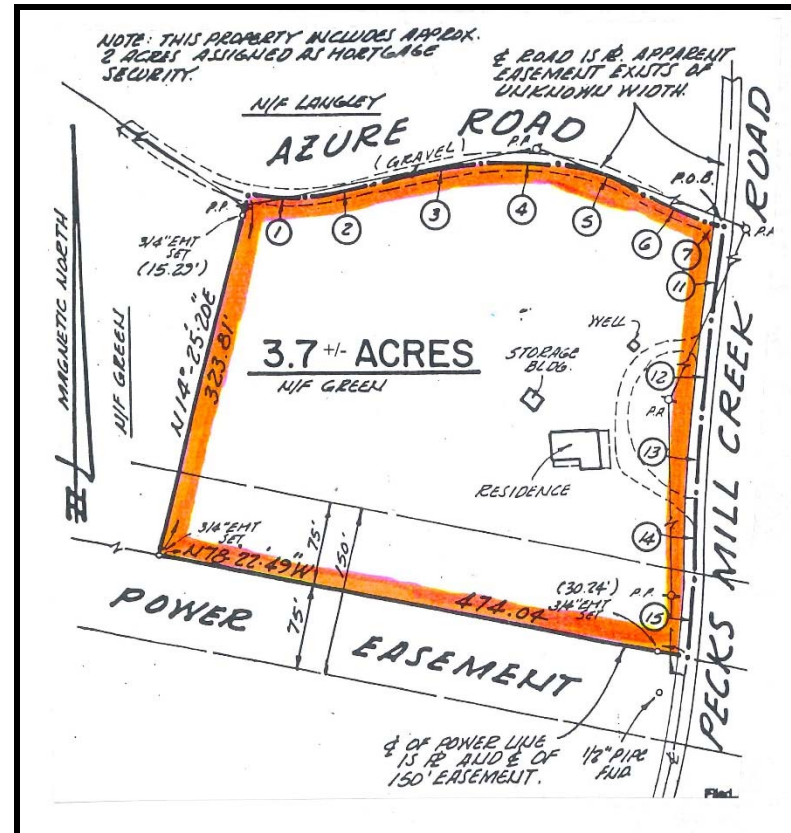 NOTE: THIS PROPERTY INCLUDES APPROX.
2 ACRES ASSIGNED AS MORTGAGE
SECURITY.
℄ ROAD IS ⅊. APPARENT
EASEMENT EXISTS OF
UNKNOWN WIDTH.
N/F LANGLEY
AZURE ROAD
(GRAVEL)
P.P.
P.O.B.
P.P.
P.P.
1
2
3
4
5
6
7
11
3/4" EMT
SET
(15.29')
MAGNETIC NORTH
N/F GREEN
N14°-25'-20"E
323.81'
3.7 +/- ACRES
N/F GREEN
STORAGE
BLDG.
WELL
12
P.P.
13
RESIDENCE
14
3/4" EMT
SET
N78-22'-49"W
75'
150'
75'
474.04
(30.24')
3/4" EMT
SET
P.P.
15
POWER
EASEMENT
PECKS MILL CREEK ROAD
℄ OF POWER LINE
IS ⅊ AND ℄ OF
150' EASEMENT.
1/2" PIPE
FND.
Filed